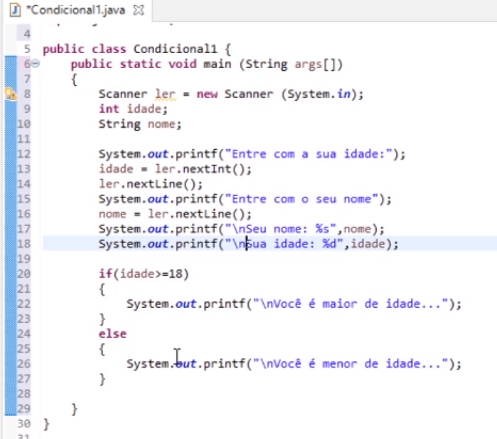 *Condicional1.java
4
5 public class Condicional1 {
6 public static void main (String args[])
7 {
8 Scanner ler = new Scanner (System.in);
9 int idade;
10 String nome;
11
12 System.out.printf("Entre com a sua idade:");
13 idade = ler.nextInt();
14 ler.nextLine();
15 System.out.printf("Entre com o seu nome");
16 nome = ler.nextLine();
17 System.out.printf("\nSeu nome: %s",nome);
18 System.out.printf("\nSua idade: %d",idade);
19
20 if(idade>=18)
21 {
22 System.out.printf("\nVocê é maior de idade...");
23 }
24 else
25 {
26 System.out.printf("\nVocê é menor de idade...");
27 }
28
29 }
30 }
31